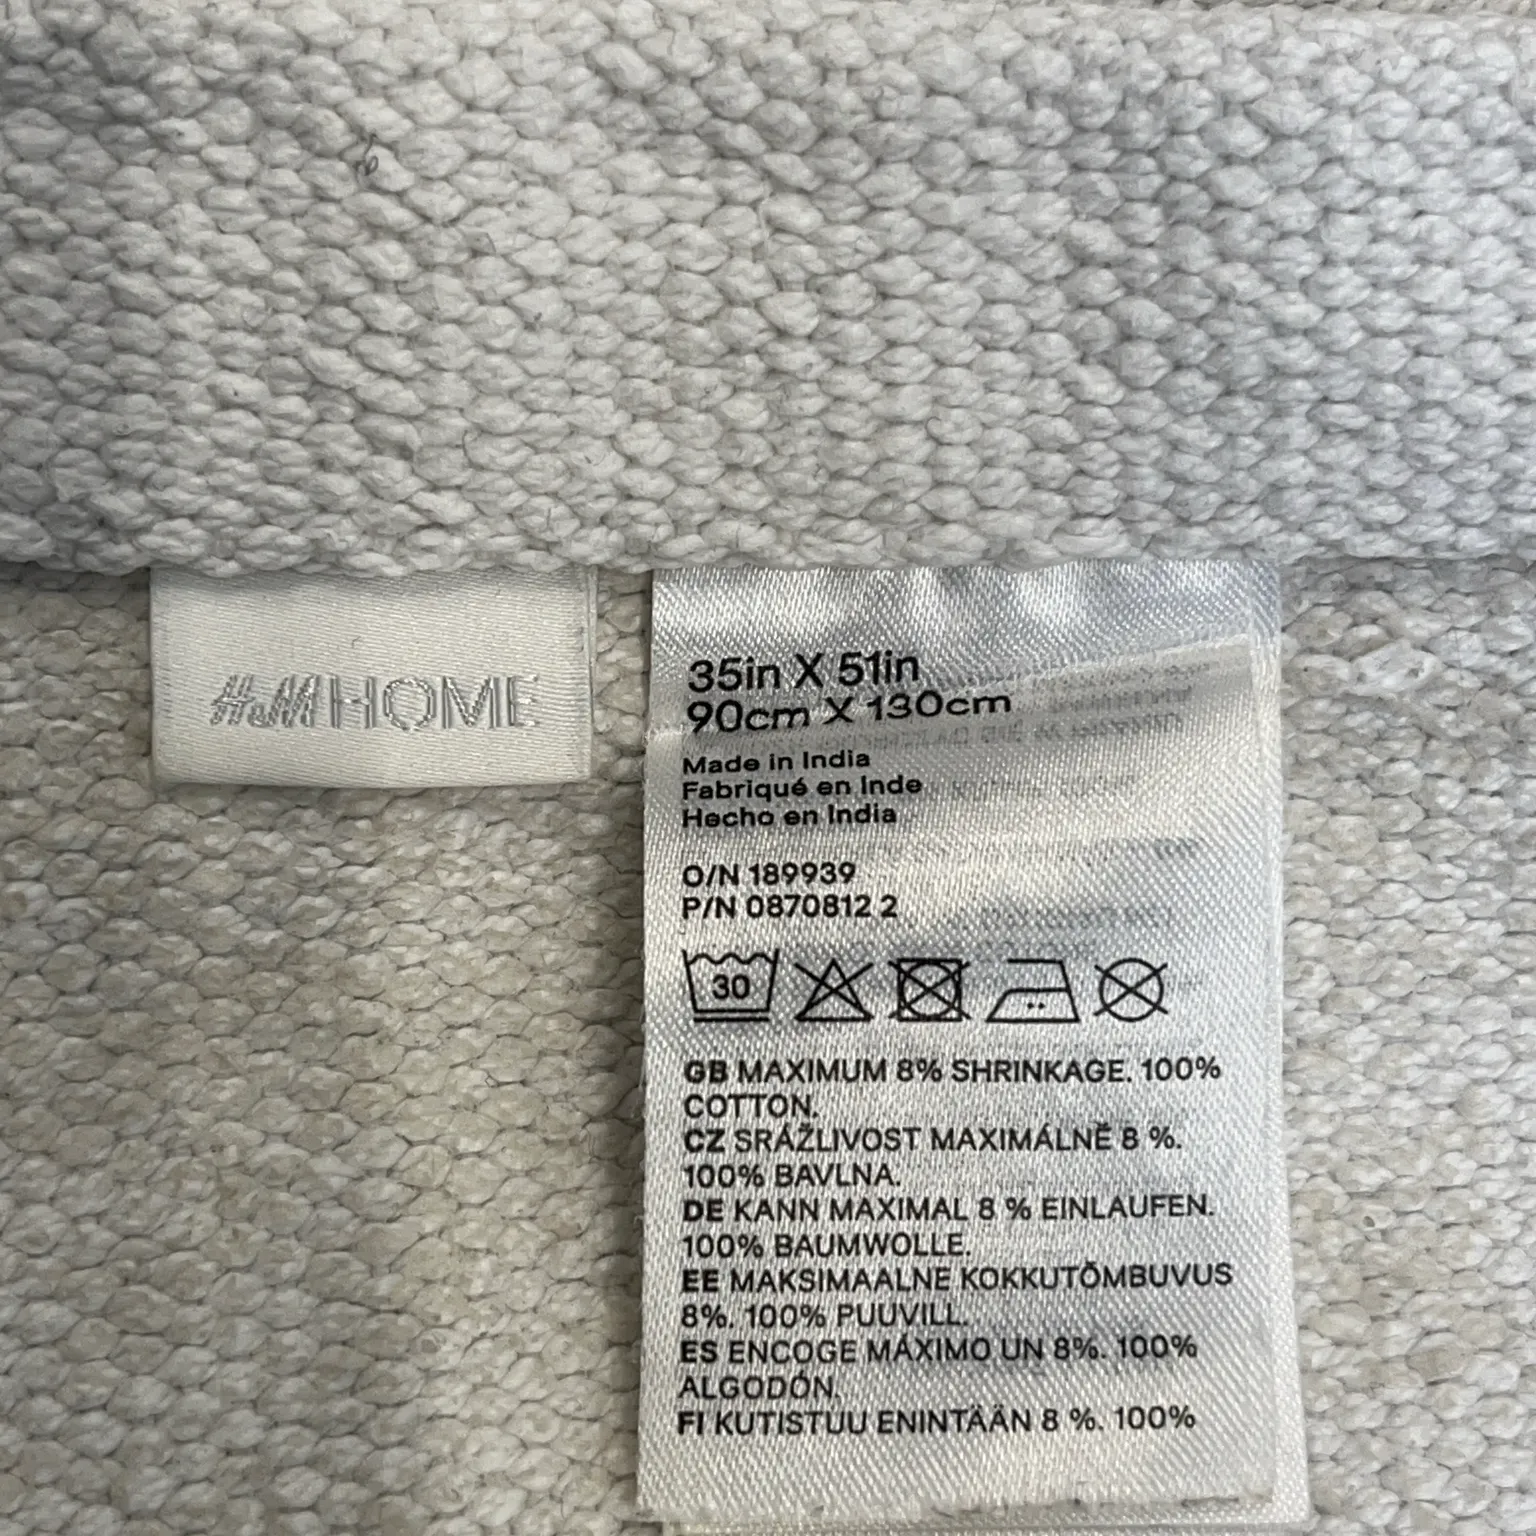 H&M HOME
35in X 51in
90cm X 130cm
Made in India
Fabriqué en Inde
Hecho en India
O/N 189939
P/N 0870812 2
30
GB MAXIMUM 8% SHRINKAGE. 100%
COTTON.
CZ SRÁŽLIVOST MAXIMÁLNĚ 8 %.
100% BAVLNA.
DE KANN MAXIMAL 8 % EINLAUFEN.
100% BAUMWOLLE.
EE MAKSIMAALNE KOKKUTÕMBUVUS
8%. 100% PUUVILL.
ES ENCOGE MÁXIMO UN 8%. 100%
ALGODÓN.
FI KUTISTUU ENINTÄÄN 8 %. 100%